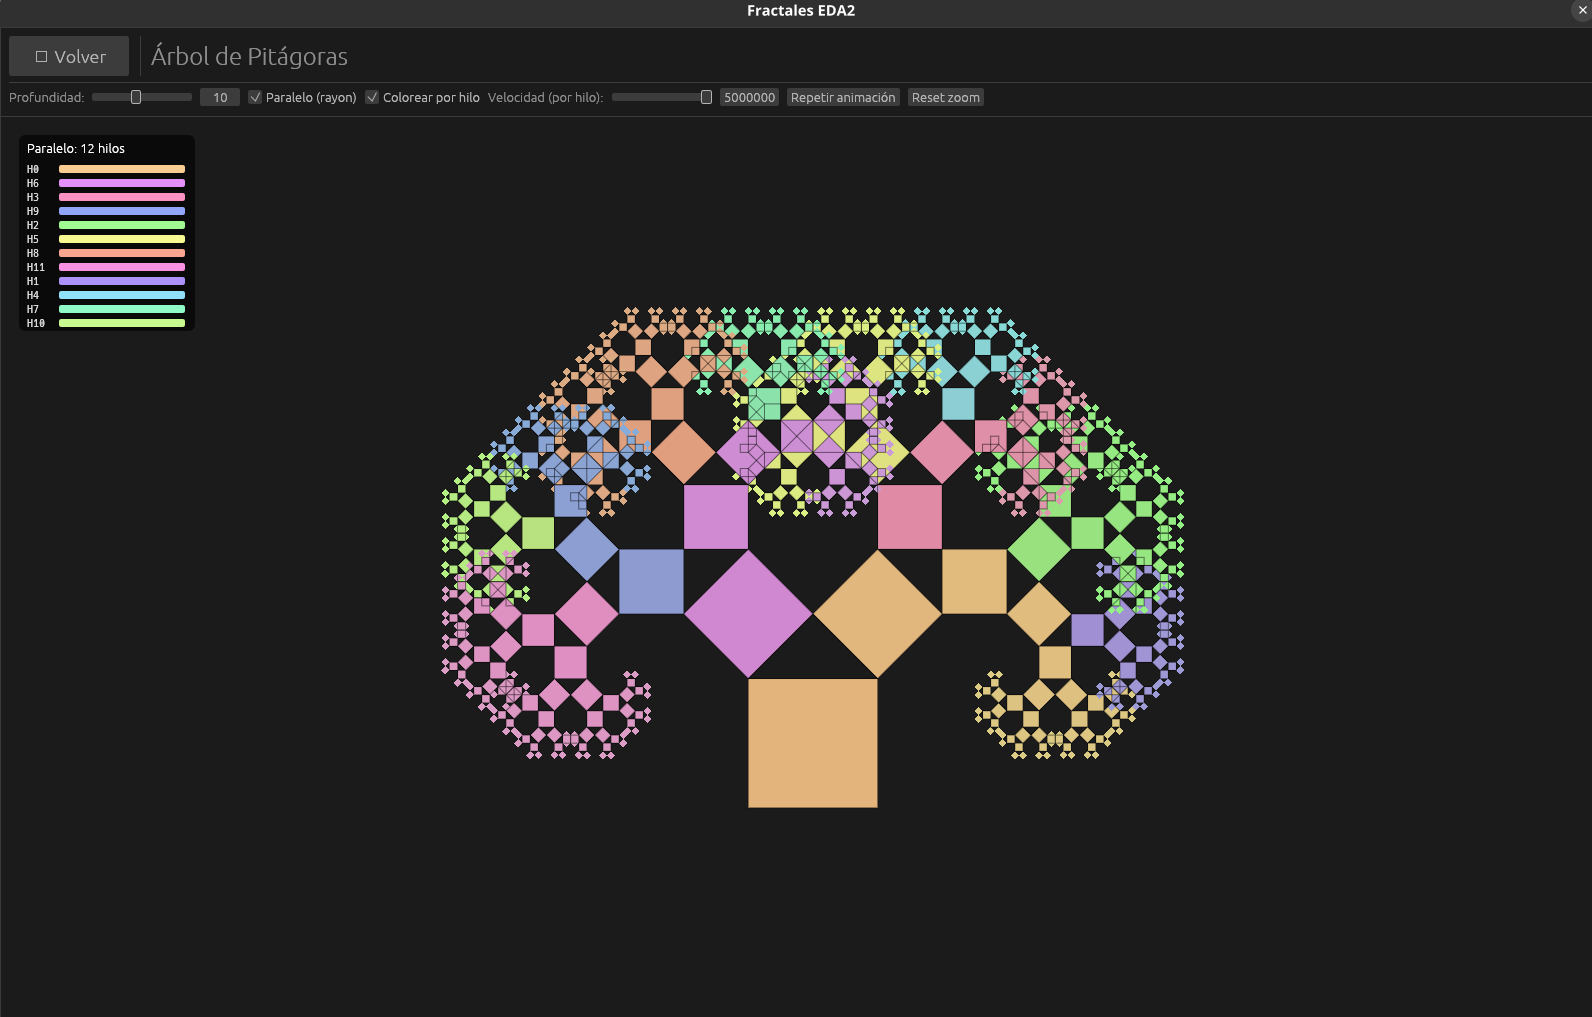 Fractales EDA2
Volver
Árbol de Pitágoras
Profundidad: 10 Paralelo (rayon) Colorear por hilo Velocidad (por hilo): 5000000 Repetir animación Reset zoom
Paralelo: 12 hilos
H0
H6
H3
H9
H2
H5
H8
H11
H1
H4
H7
H10